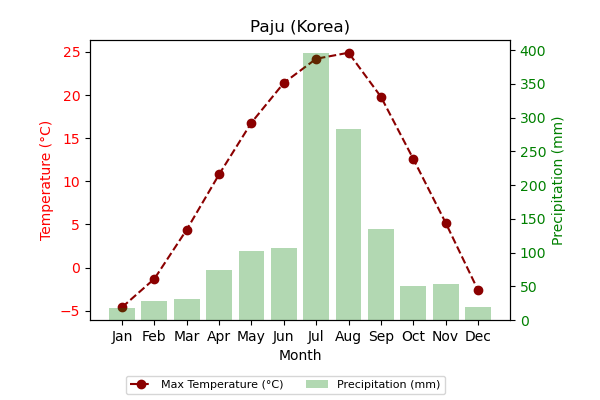 Paju (Korea)
Temperature (°C)
25
20
15
10
5
0
−5
400
350
300
250
200
150
100
50
0
Precipitation (mm)
Jan Feb Mar Apr May Jun Jul Aug Sep Oct Nov Dec
Month
Max Temperature (°C) Precipitation (mm)